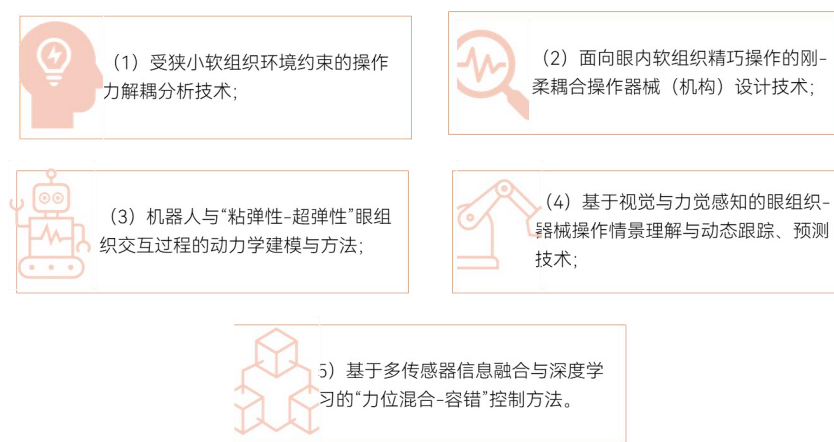 （1）受狭小软组织环境约束的操作
力解耦分析技术；
（2）面向眼内软组织精巧操作的刚-
柔耦合操作器械（机构）设计技术；
（3）机器人与“粘弹性-超弹性”眼组
织交互过程的动力学建模与方法；
（4）基于视觉与力觉感知的眼组织-
器械操作情景理解与动态跟踪、预测
技术；
5）基于多传感器信息融合与深度学
习的“力位混合-容错”控制方法。